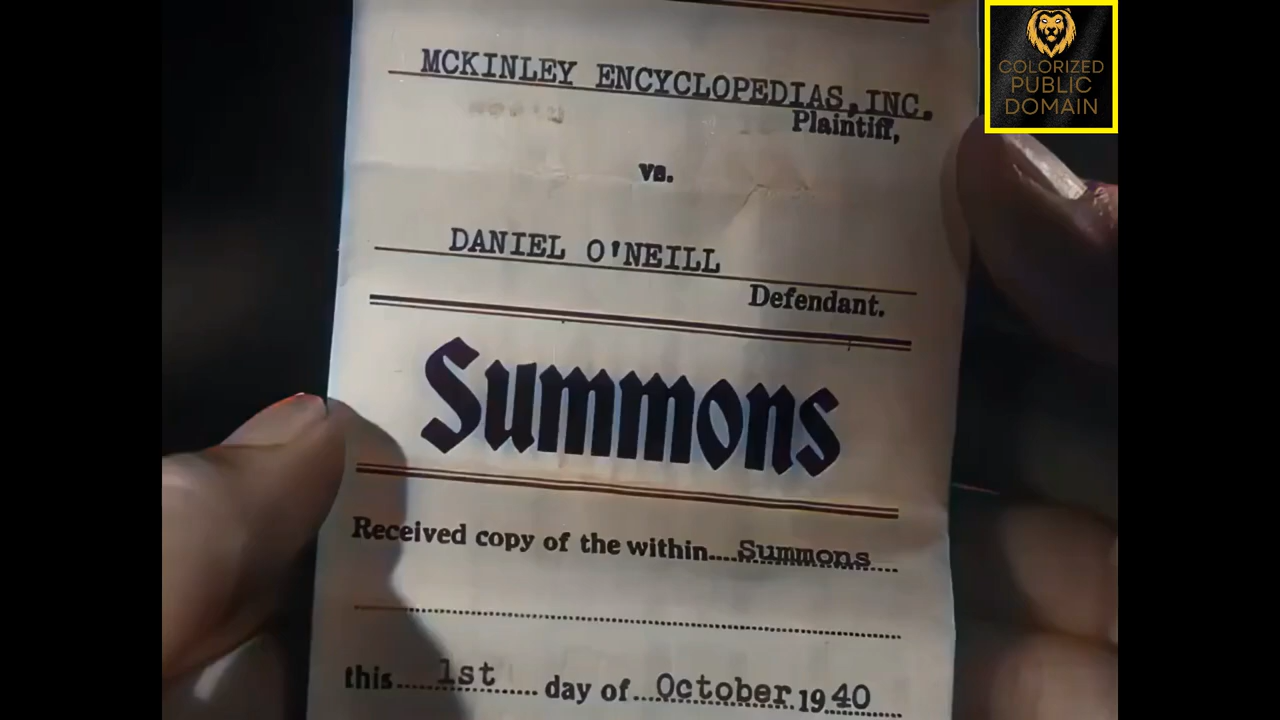 MCKINLEY ENCYCLOPEDIAS, INC.
Plaintiff,
vs.
DANIEL O'NEILL
Defendant.
Summons
Received copy of the within....Summons....
this.....1st..... day of...October.1940
COLORIZED
PUBLIC
DOMAIN